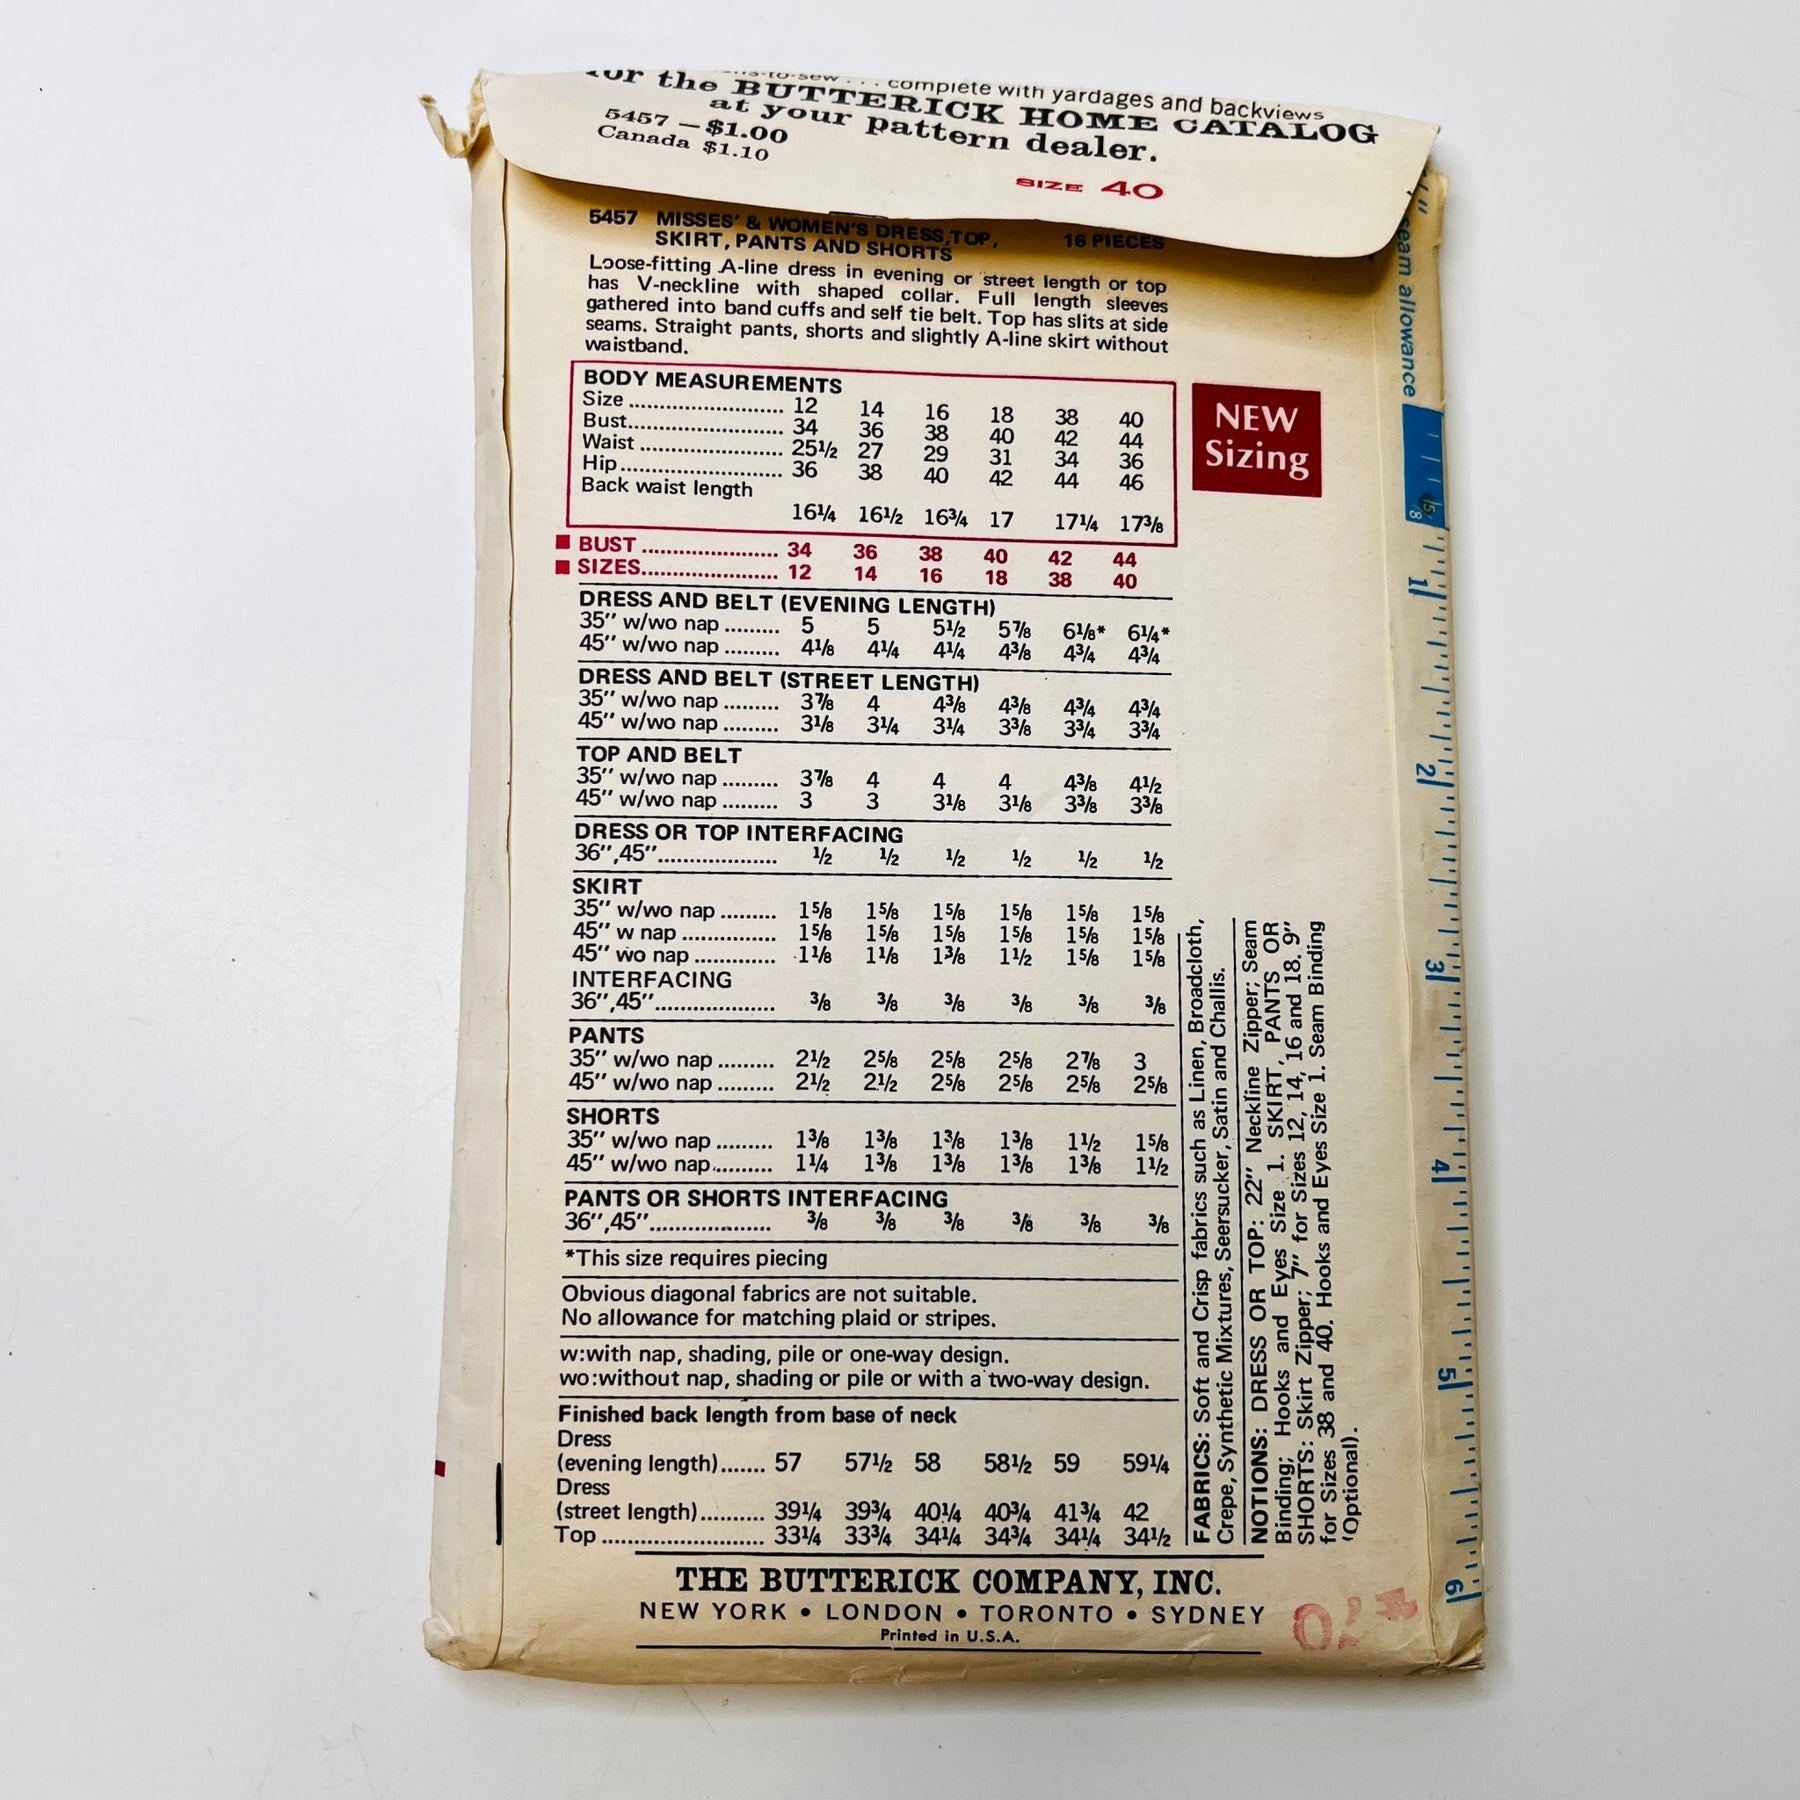 complete with yardages and backviews
for the BUTTERICK HOME CATALOG
at your pattern dealer.
5457 — $1.00
Canada $1.10
SIZE 40
5457 MISSES' & WOMEN'S DRESS, TOP, 16 PIECES
SKIRT, PANTS AND SHORTS
Loose-fitting A-line dress in evening or street length or top
has V-neckline with shaped collar. Full length sleeves
gathered into band cuffs and self tie belt. Top has slits at side
seams. Straight pants, shorts and slightly A-line skirt without
waistband.
BODY MEASUREMENTS
Size ........................... 12 14 16 18 38 40
Bust........................... 34 36 38 40 42 44
Waist ......................... 25½ 27 29 31 34 36
Hip............................ 36 38 40 42 44 46
Back waist length
16¼ 16½ 16¾ 17 17¼ 17⅜
NEW
Sizing
■ BUST ....................... 34 36 38 40 42 44
■ SIZES....................... 12 14 16 18 38 40
DRESS AND BELT (EVENING LENGTH)
35" w/wo nap ......... 5 5 5½ 5⅞ 6⅛* 6¼*
45" w/wo nap ......... 4⅛ 4¼ 4¼ 4⅜ 4¾ 4¾
DRESS AND BELT (STREET LENGTH)
35" w/wo nap ......... 3⅞ 4 4⅜ 4⅜ 4¾ 4¾
45" w/wo nap ......... 3⅛ 3¼ 3¼ 3⅜ 3¾ 3¾
TOP AND BELT
35" w/wo nap ......... 3⅞ 4 4 4 4⅜ 4½
45" w/wo nap ......... 3 3 3⅛ 3⅛ 3⅜ 3⅜
DRESS OR TOP INTERFACING
36",45".................... ½ ½ ½ ½ ½ ½
SKIRT
35" w/wo nap ......... 1⅝ 1⅝ 1⅝ 1⅝ 1⅝ 1⅝
45" w nap ............... 1⅝ 1⅝ 1⅝ 1⅝ 1⅝ 1⅝
45" wo nap ............. 1⅛ 1⅛ 1⅜ 1½ 1⅝ 1⅝
INTERFACING
36",45".................... ⅜ ⅜ ⅜ ⅜ ⅜ ⅜
PANTS
35" w/wo nap ......... 2½ 2⅝ 2⅝ 2⅝ 2⅞ 3
45" w/wo nap ......... 2½ 2½ 2⅝ 2⅝ 2⅝ 2⅝
SHORTS
35" w/wo nap ......... 1⅜ 1⅜ 1⅜ 1⅜ 1½ 1⅝
45" w/wo nap.......... 1¼ 1⅜ 1⅜ 1⅜ 1⅜ 1½
PANTS OR SHORTS INTERFACING
36",45".................... ⅜ ⅜ ⅜ ⅜ ⅜ ⅜
*This size requires piecing
Obvious diagonal fabrics are not suitable.
No allowance for matching plaid or stripes.
w:with nap, shading, pile or one-way design.
wo:without nap, shading or pile or with a two-way design.
Finished back length from base of neck
Dress
(evening length)....... 57 57½ 58 58½ 59 59¼
Dress
(street length).......... 39¼ 39¾ 40¼ 40¾ 41¾ 42
Top ......................... 33¼ 33¾ 34¼ 34¾ 34¼ 34½
FABRICS: Soft and Crisp fabrics such as Linen, Broadcloth,
Crepe, Synthetic Mixtures, Seersucker, Satin and Challis.
NOTIONS: DRESS OR TOP: 22" Neckline Zipper; Seam
Binding; Hooks and Eyes Size 1. SKIRT, PANTS OR
SHORTS: Skirt Zipper; 7" for Sizes 12, 14, 16 and 18. 9"
for Sizes 38 and 40. Hooks and Eyes Size 1. Seam Binding
(Optional).
THE BUTTERICK COMPANY, INC.
NEW YORK • LONDON • TORONTO • SYDNEY
Printed in U.S.A.
seam allowance
5/8
1
2
3
4
5
6